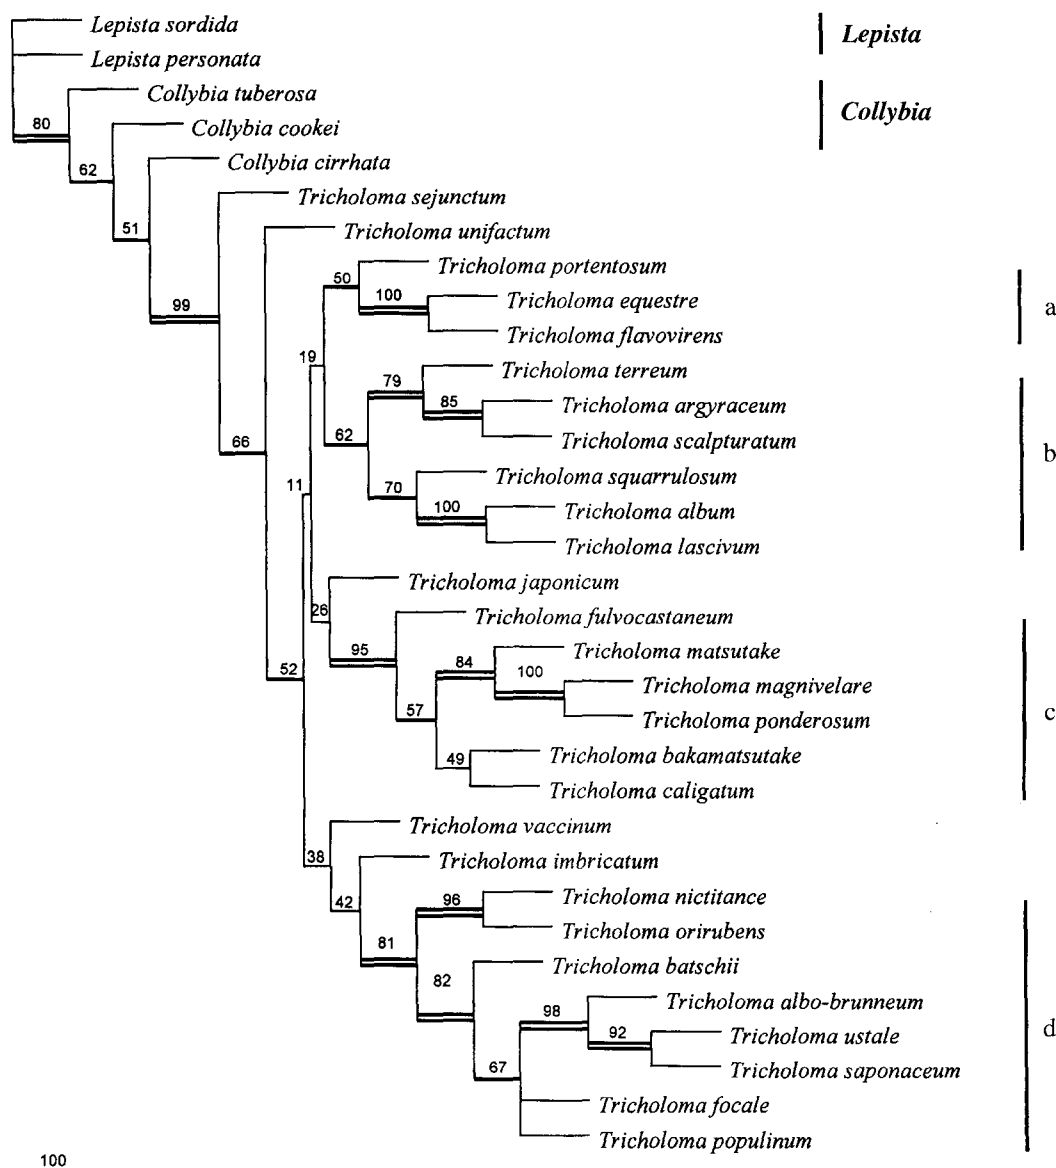 Lepista sordida
Lepista
Lepista personata
Collybia tuberosa
Collybia
80
Collybia cookei
62
Collybia cirrhata
51
Tricholoma sejunctum
Tricholoma unifactum
99
50
Tricholoma portentosum
100
Tricholoma equestre
a
Tricholoma flavovirens
19
Tricholoma terreum
79
85
Tricholoma argyraceum
66
62
Tricholoma scalpturatum
b
11
70
Tricholoma squarrulosum
100
Tricholoma album
Tricholoma lascivum
Tricholoma japonicum
26
Tricholoma fulvocastaneum
95
84
Tricholoma matsutake
52
100
Tricholoma magnivelare
57
Tricholoma ponderosum
c
49
Tricholoma bakamatsutake
Tricholoma caligatum
Tricholoma vaccinum
38
Tricholoma imbricatum
42
96
Tricholoma nictitance
81
Tricholoma orirubens
82
Tricholoma batschii
98
Tricholoma albo-brunneum
92
Tricholoma ustale
d
67
Tricholoma saponaceum
Tricholoma focale
Tricholoma populinum
100